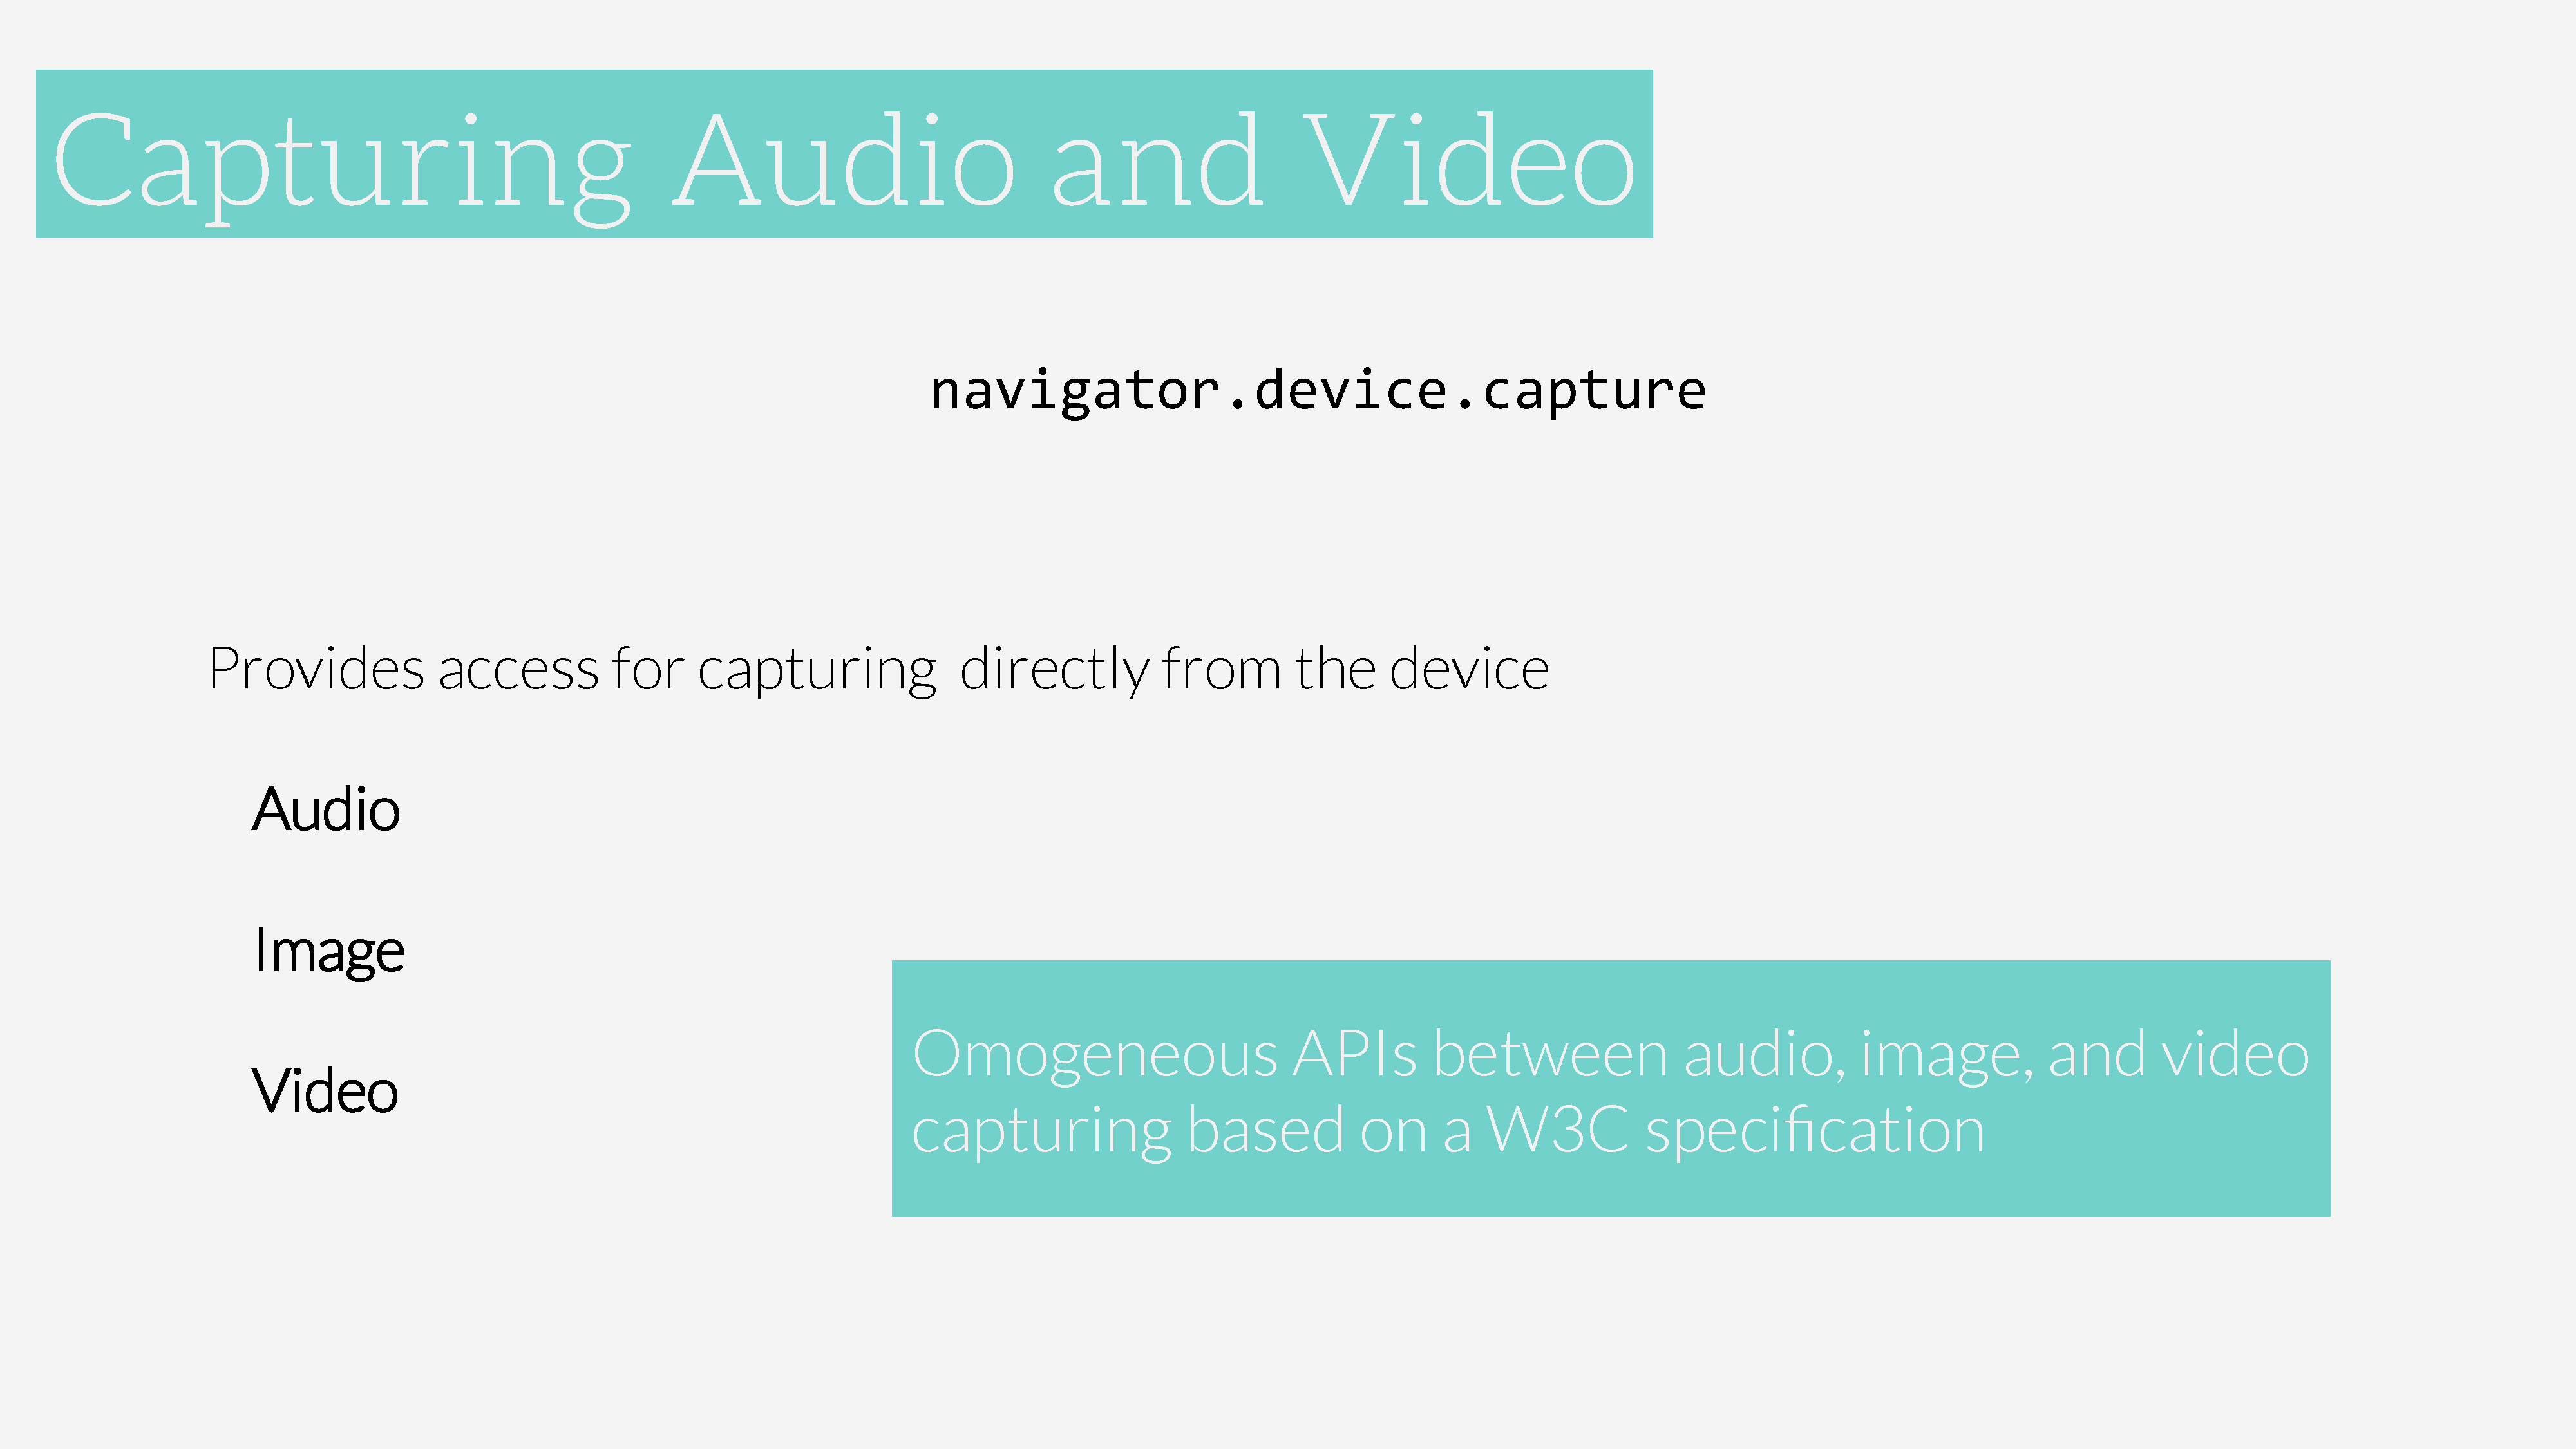 Capturing Audio and Video
navigator.device.capture
Provides access for capturing directly from the device
Audio
Image
Video
Omogeneous APIs between audio, image, and video
capturing based on a W3C specification